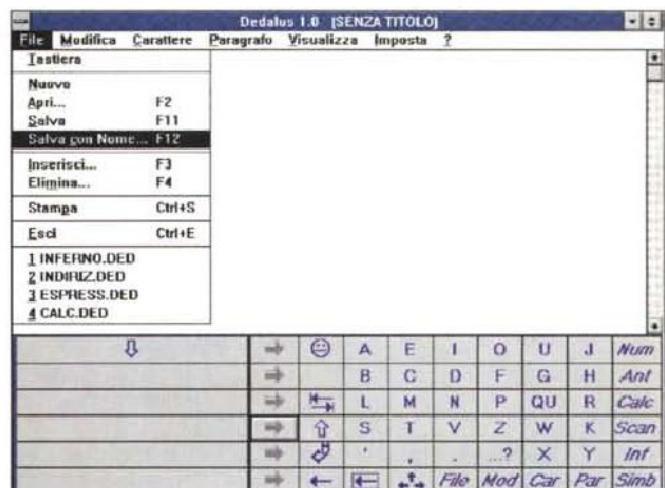 Dedalus 1.0 [SENZA TITOLO]
File Modifica Carattere Paragrafo Visualizza Imposta ?
Tastiera
Nuovo
Apri... F2
Salva F11
Salva con Nome... F12
Inserisci... F3
Elimina... F4
Stampa Ctrl+S
Esci Ctrl+E
1 INFERNO.DED
2 INDIRIZ.DED
3 ESPRESS.DED
4 CALC.DED
A E I O U J Num
B C D F G H Ant
L M N P QU R Calc
S T V Z W K Scan
' , . ...? X Y Inf
File Mod Car Par Simb